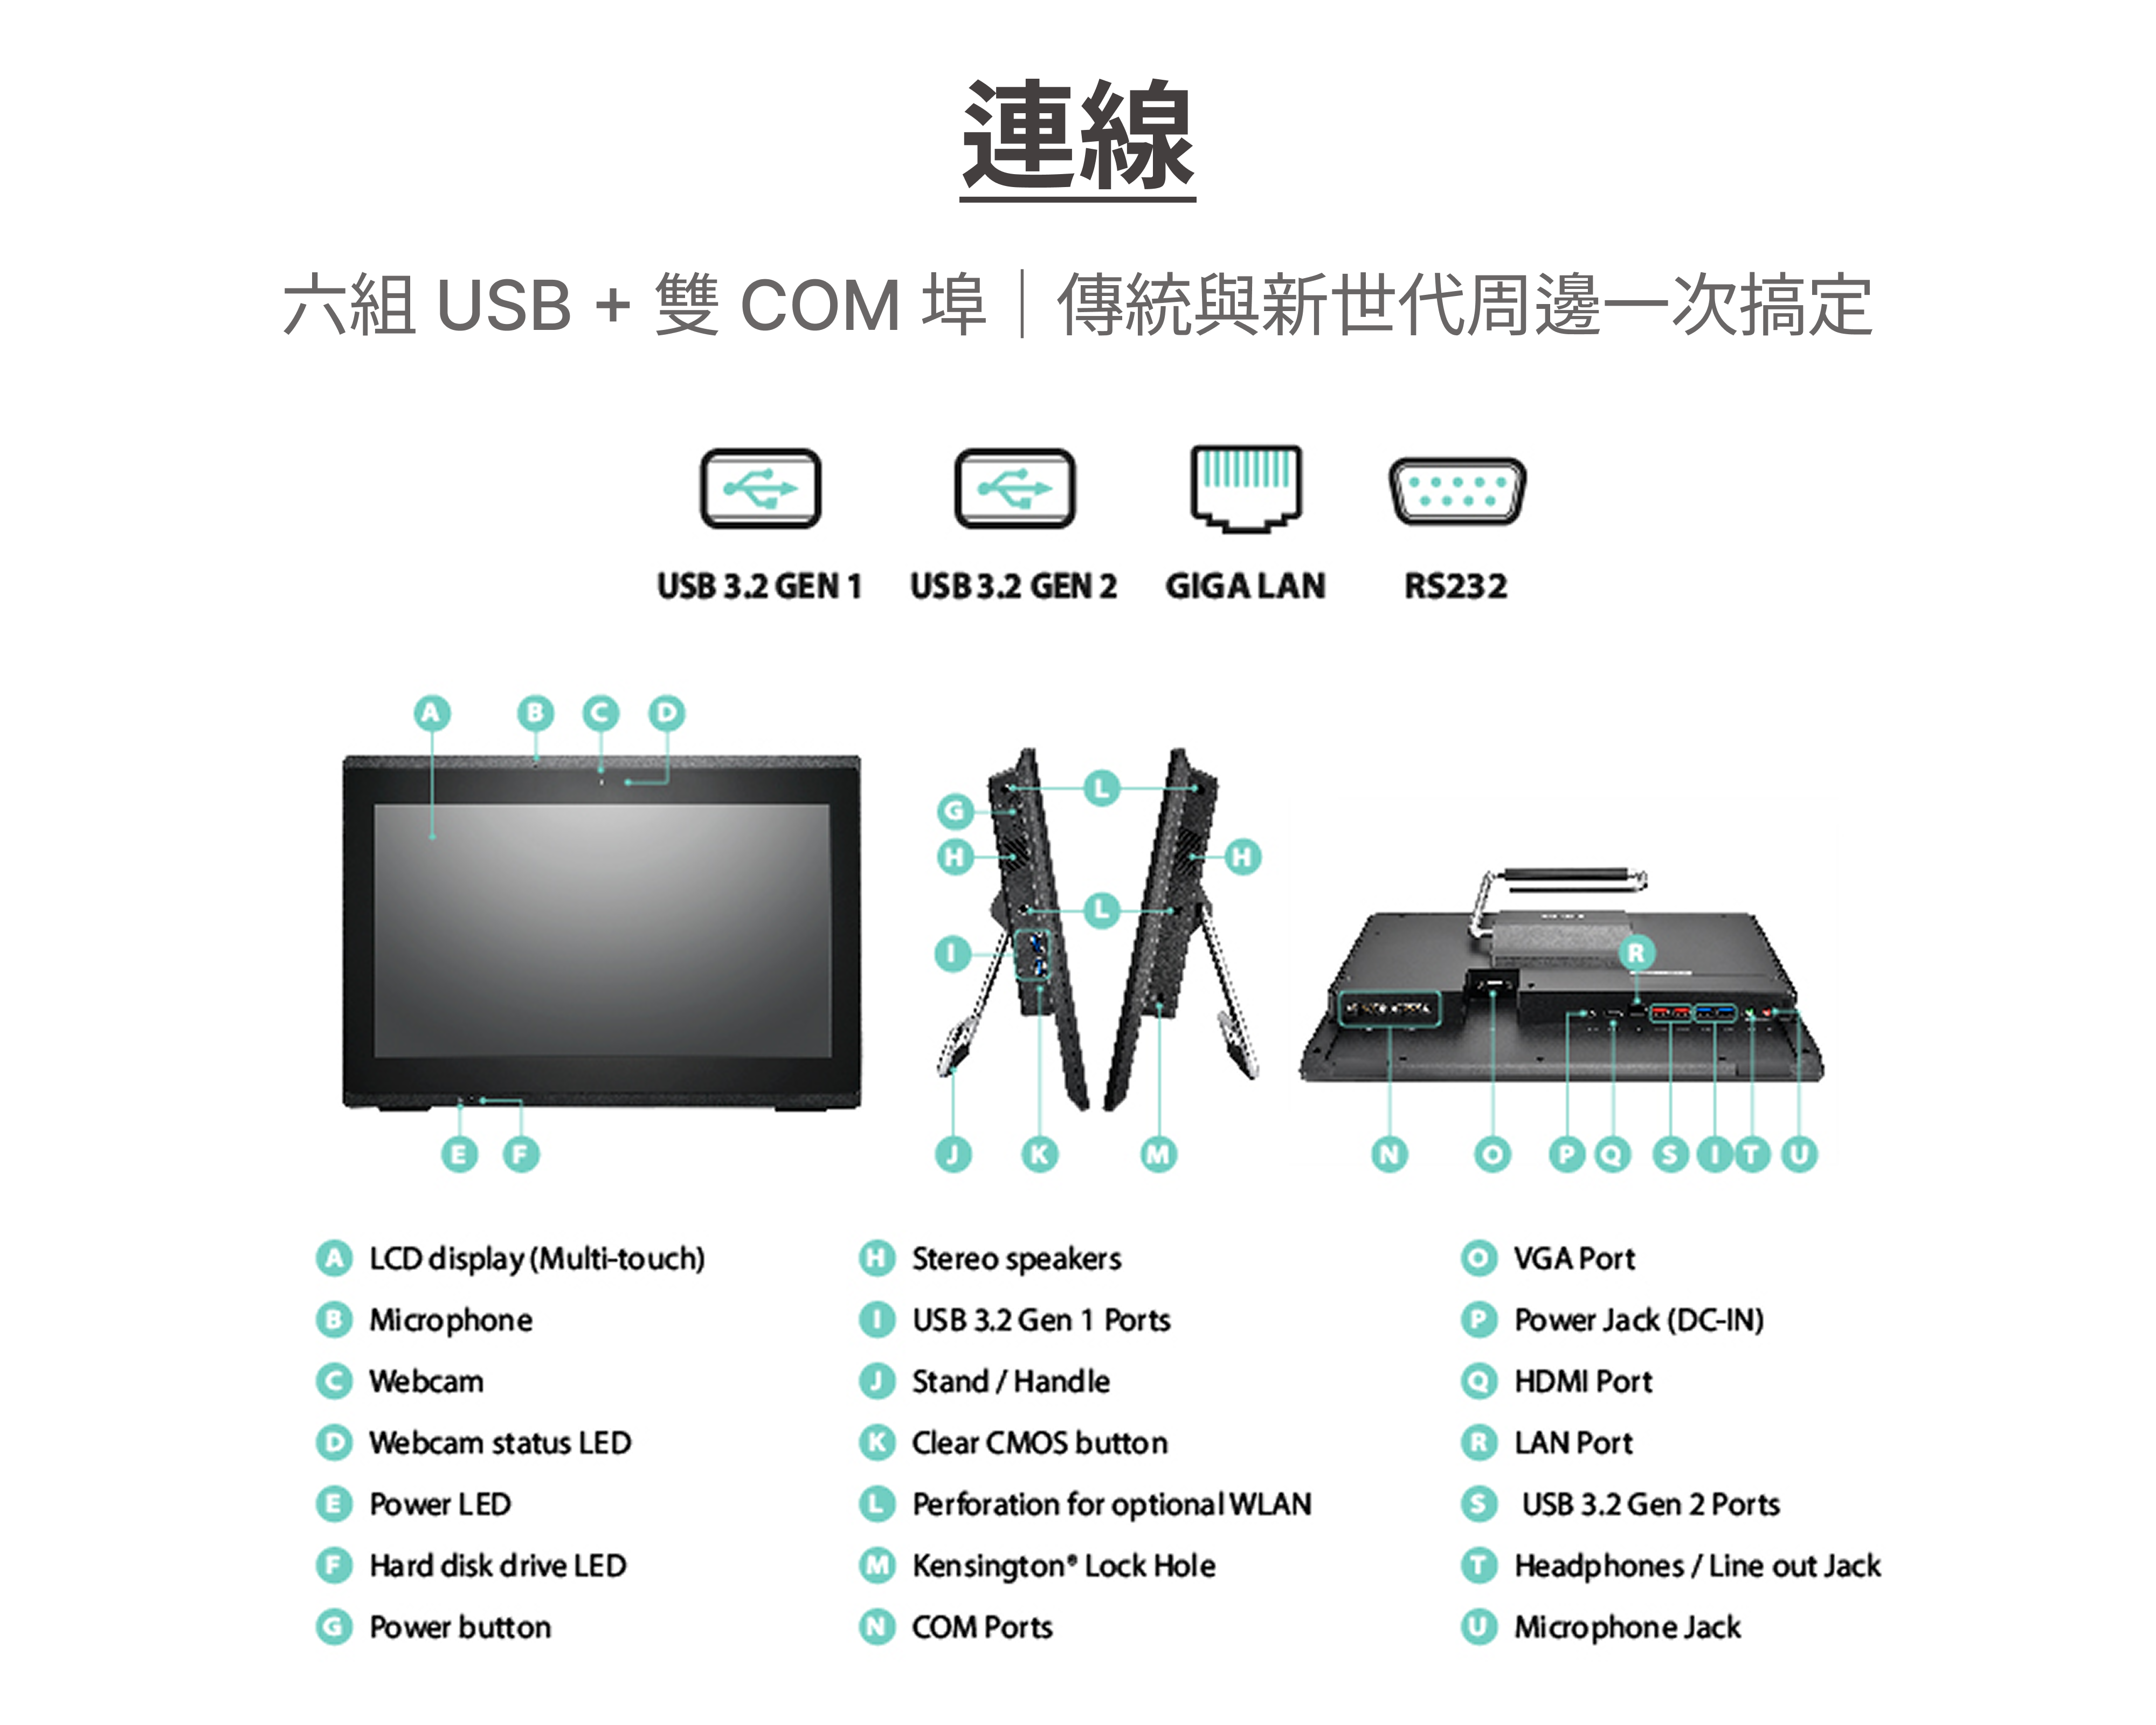 連線
六組 USB + 雙 COM 埠｜傳統與新世代周邊一次搞定
USB 3.2 GEN 1
USB 3.2 GEN 2
GIGA LAN
RS232
A B C D
G H L H
L
I
R
E F J K M N O P Q S I T U
A LCD display (Multi-touch)
B Microphone
C Webcam
D Webcam status LED
E Power LED
F Hard disk drive LED
G Power button
H Stereo speakers
I USB 3.2 Gen 1 Ports
J Stand / Handle
K Clear CMOS button
L Perforation for optional WLAN
M Kensington® Lock Hole
N COM Ports
O VGA Port
P Power Jack (DC-IN)
Q HDMI Port
R LAN Port
S USB 3.2 Gen 2 Ports
T Headphones / Line out Jack
U Microphone Jack